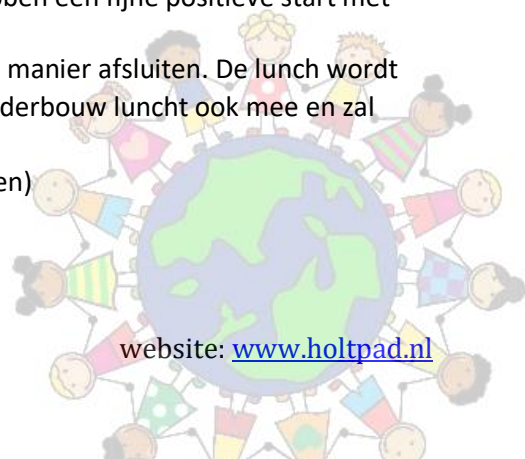 een fijne positieve start met
manier afsluiten. De lunch wordt
derbouw luncht ook mee en zal
en)
website: www.holtpad.nl